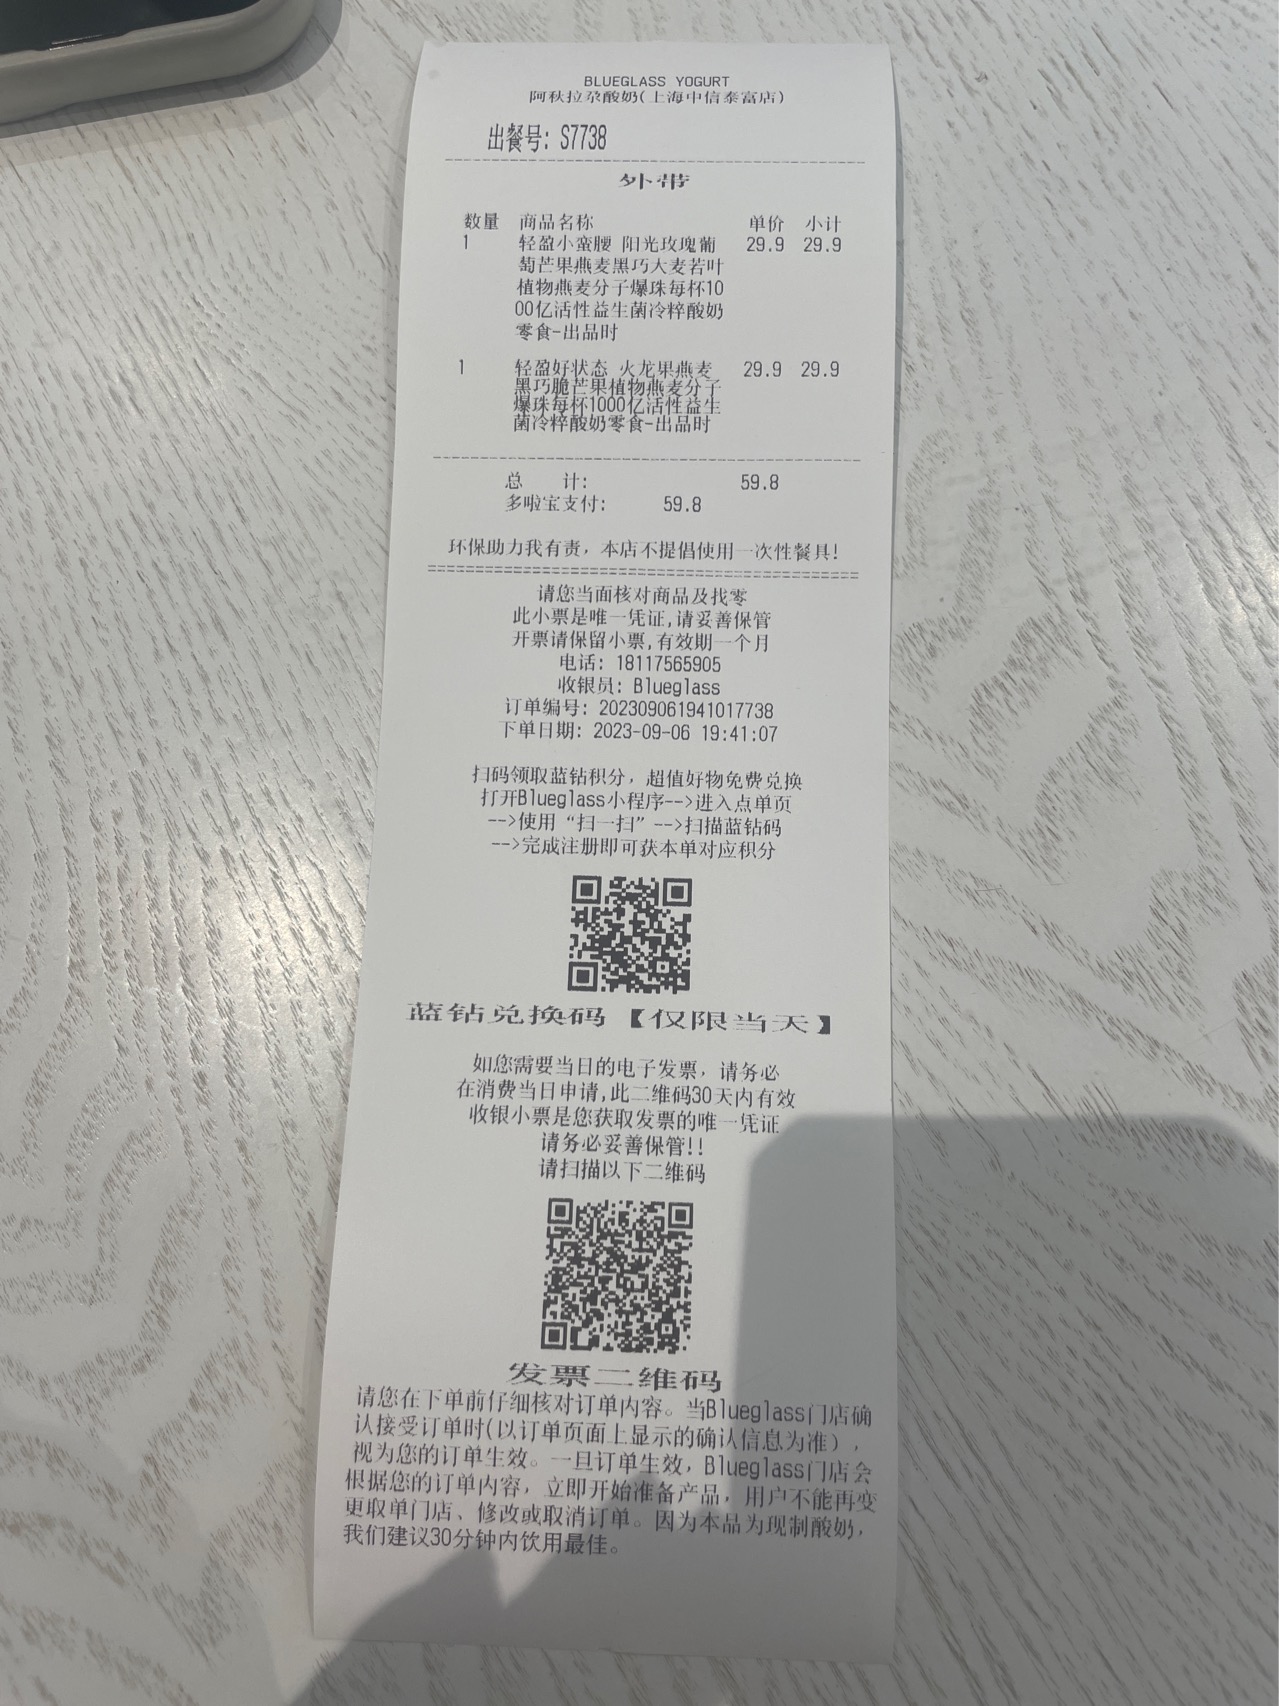 BLUEGLASS YOGURT
阿秋拉尕酸奶(上海中信泰富店)
出餐号: S7738
外带
数量 商品名称 单价 小计
1 轻盈小蛮腰 阳光玫瑰葡 29.9 29.9
萄芒果燕麦黑巧大麦若叶
植物燕麦分子爆珠每杯10
00亿活性益生菌冷粹酸奶
零食-出品时
1 轻盈好状态 火龙果燕麦 29.9 29.9
黑巧脆芒果植物燕麦分子
爆珠每杯1000亿活性益生
菌冷粹酸奶零食-出品时
总 计: 59.8
多啦宝支付: 59.8
环保助力我有责，本店不提倡使用一次性餐具!
请您当面核对商品及找零
此小票是唯一凭证,请妥善保管
开票请保留小票,有效期一个月
电话: 18117565905
收银员: Blueglass
订单编号: 202309061941017738
下单日期: 2023-09-06 19:41:07
扫码领取蓝钻积分，超值好物免费兑换
打开Blueglass小程序-->进入点单页
-->使用“扫一扫”-->扫描蓝钻码
-->完成注册即可获本单对应积分
蓝钻兑换码【仅限当天】
如您需要当日的电子发票，请务必
在消费当日申请,此二维码30天内有效
收银小票是您获取发票的唯一凭证
请务必妥善保管!!
请扫描以下二维码
发票二维码
请您在下单前仔细核对订单内容。当Blueglass门店确
认接受订单时(以订单页面上显示的确认信息为准)，
视为您的订单生效。一旦订单生效，Blueglass门店会
根据您的订单内容，立即开始准备产品，用户不能再变
更取单门店、修改或取消订单。因为本品为现制酸奶，
我们建议30分钟内饮用最佳。